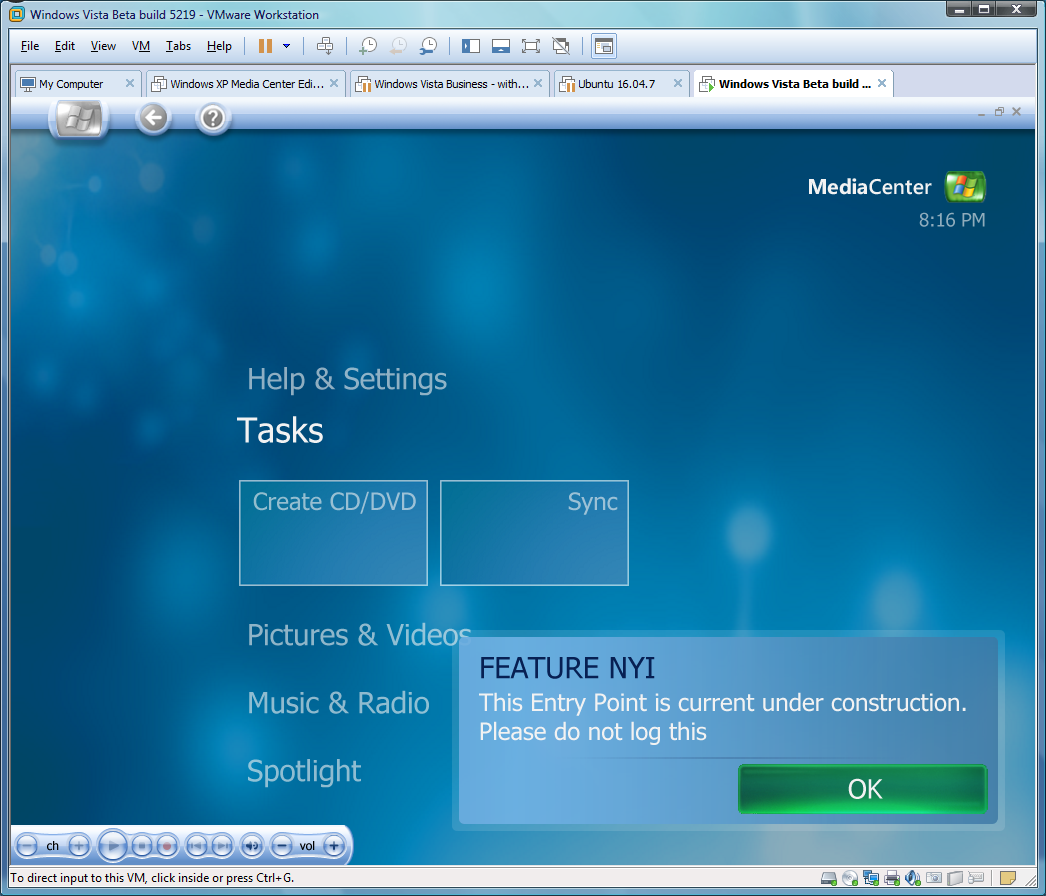 Windows Vista Beta build 5219 - VMware Workstation
File Edit View VM Tabs Help
My Computer Windows XP Media Center Edi... Windows Vista Business - with... Ubuntu 16.04.7 Windows Vista Beta build ...
MediaCenter
8:16 PM
Help & Settings
Tasks
Create CD/DVD Sync
Pictures & Videos
FEATURE NYI
This Entry Point is current under construction.
Music & Radio
Please do not log this
Spotlight
OK
ch vol
To direct input to this VM, click inside or press Ctrl+G.